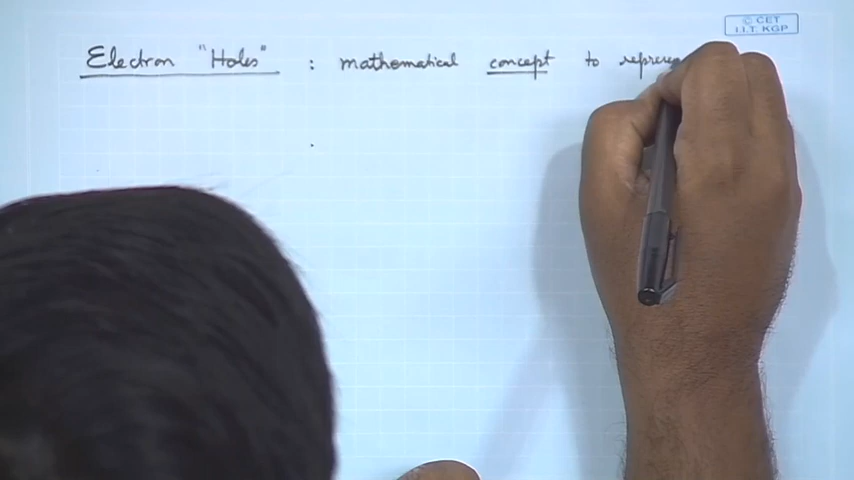 © CET
I.I.T. KGP
Electron "Holes" : mathematical concept to